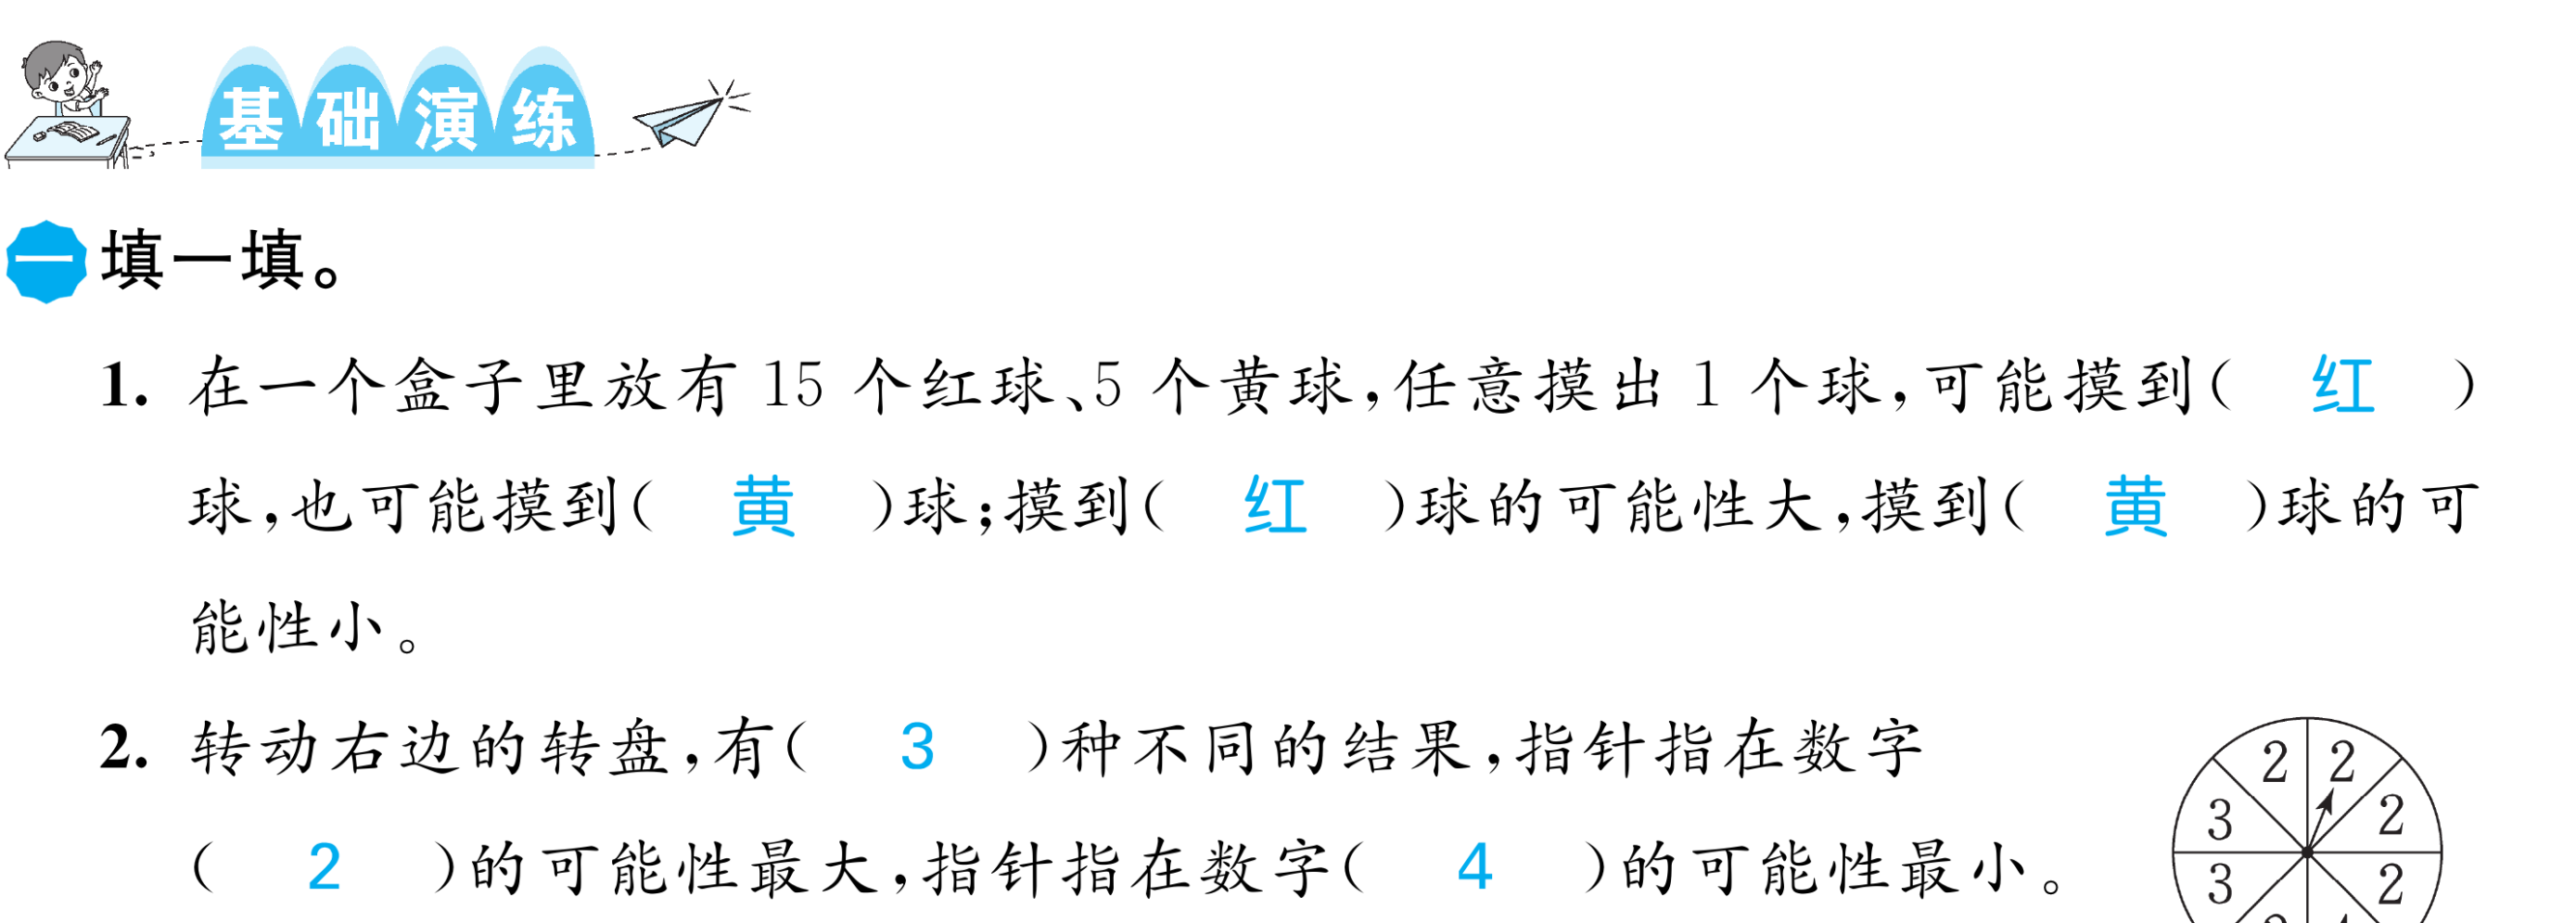 基础演练
一 填一填。
1. 在一个盒子里放有 15 个红球、5 个黄球,任意摸出 1 个球,可能摸到( 红 )
球,也可能摸到( 黄 )球;摸到( 红 )球的可能性大,摸到( 黄 )球的可
能性小。
2. 转动右边的转盘,有( 3 )种不同的结果,指针指在数字
( 2 )的可能性最大,指针指在数字( 4 )的可能性最小。
2 2
3 2
3 2